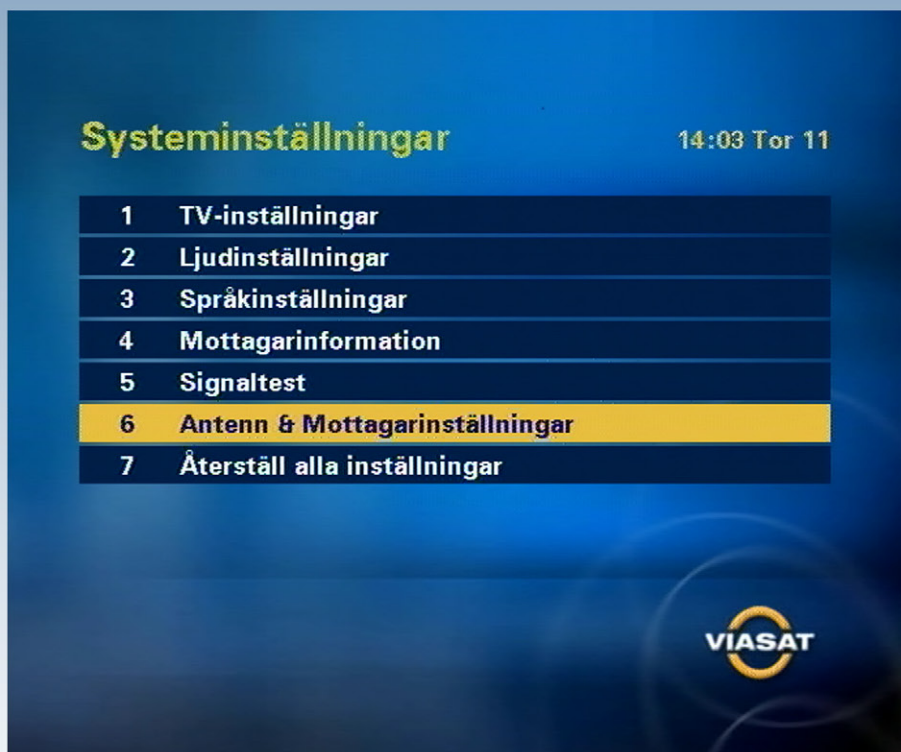 Systeminställningar 14:03 Tor 11
1 TV-inställningar
2 Ljudinställningar
3 Språkinställningar
4 Mottagarinformation
5 Signaltest
6 Antenn & Mottagarinställningar
7 Återställ alla inställningar
VIASAT